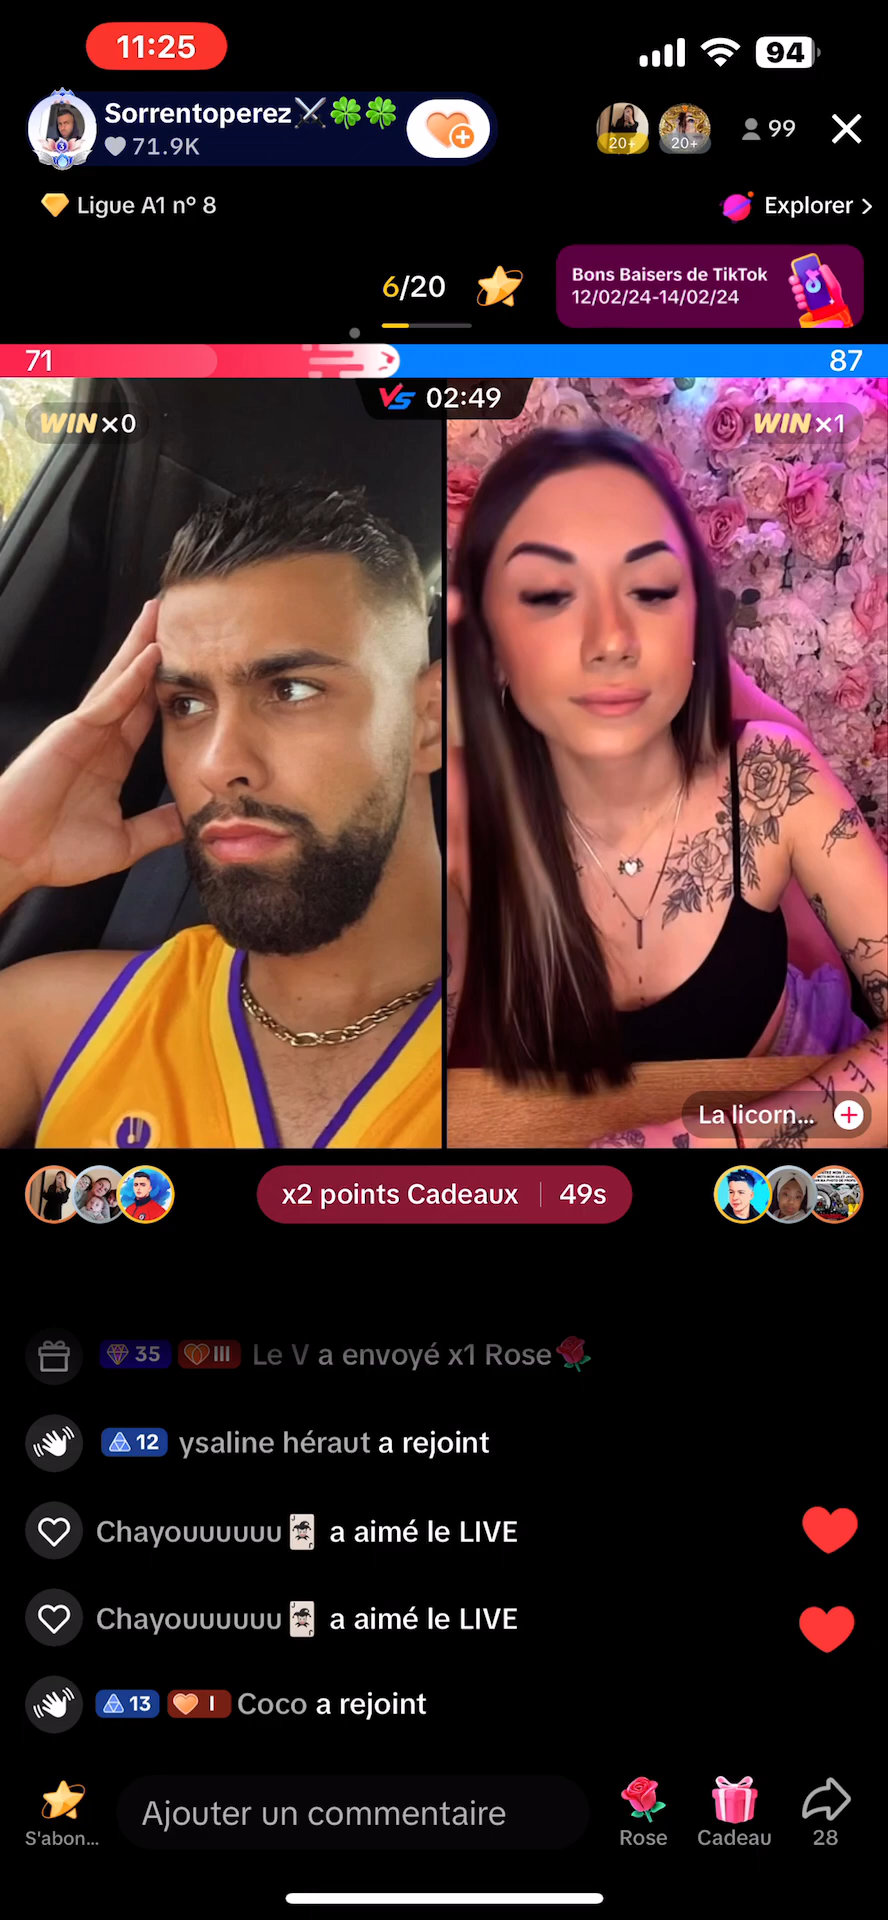 11:25
94
Sorrentoperez
71.9K
20+
20+
99
Ligue A1 nº 8
Explorer >
6/20
Bons Baisers de TikTok
12/02/24-14/02/24
71
87
VS 02:49
WIN x0
WIN x1
La licorn...
x2 points Cadeaux | 49s
35 III Le V a envoyé x1 Rose
12 ysaline héraut a rejoint
Chayouuuuuu a aimé le LIVE
Chayouuuuuu a aimé le LIVE
13 I Coco a rejoint
Ajouter un commentaire
S'abon...
Rose
Cadeau
28